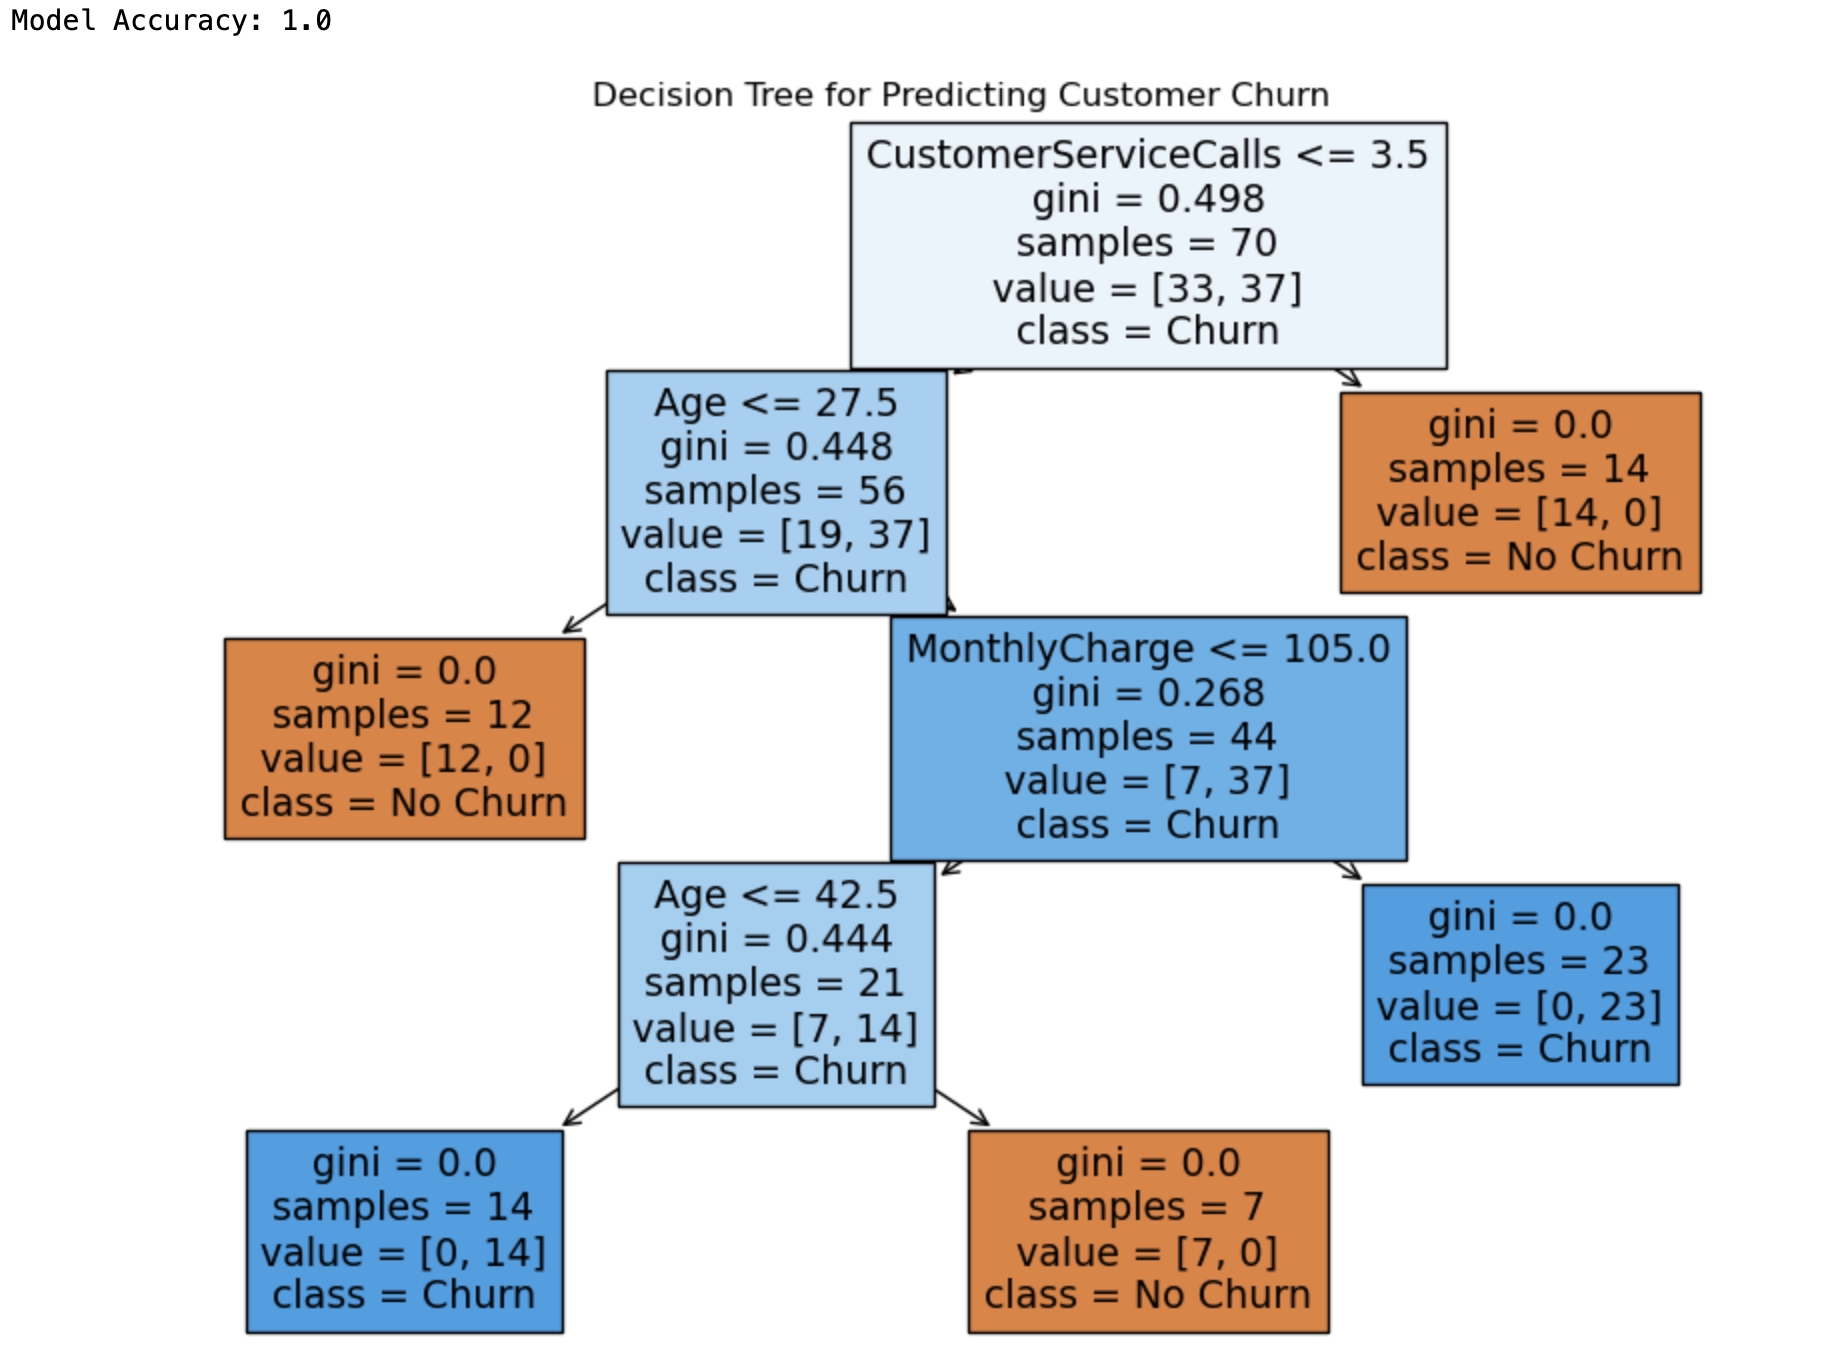 Model Accuracy: 1.0
Decision Tree for Predicting Customer Churn
CustomerServiceCalls <= 3.5
gini = 0.498
samples = 70
value = [33, 37]
class = Churn
Age <= 27.5
gini = 0.448
samples = 56
value = [19, 37]
class = Churn
gini = 0.0
samples = 14
value = [14, 0]
class = No Churn
gini = 0.0
samples = 12
value = [12, 0]
class = No Churn
MonthlyCharge <= 105.0
gini = 0.268
samples = 44
value = [7, 37]
class = Churn
Age <= 42.5
gini = 0.444
samples = 21
value = [7, 14]
class = Churn
gini = 0.0
samples = 23
value = [0, 23]
class = Churn
gini = 0.0
samples = 14
value = [0, 14]
class = Churn
gini = 0.0
samples = 7
value = [7, 0]
class = No Churn